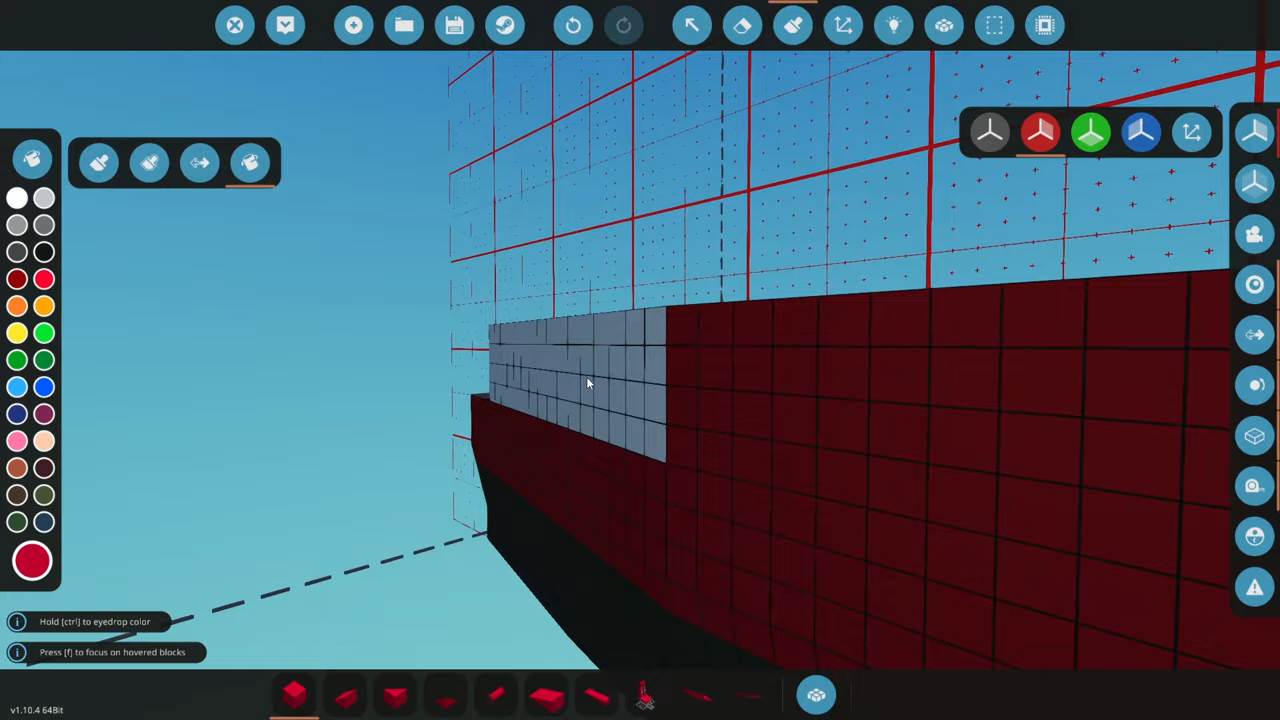 Hold [ctrl] to eyedrop color
Press [f] to focus on hovered blocks
v1.10.4 64Bit